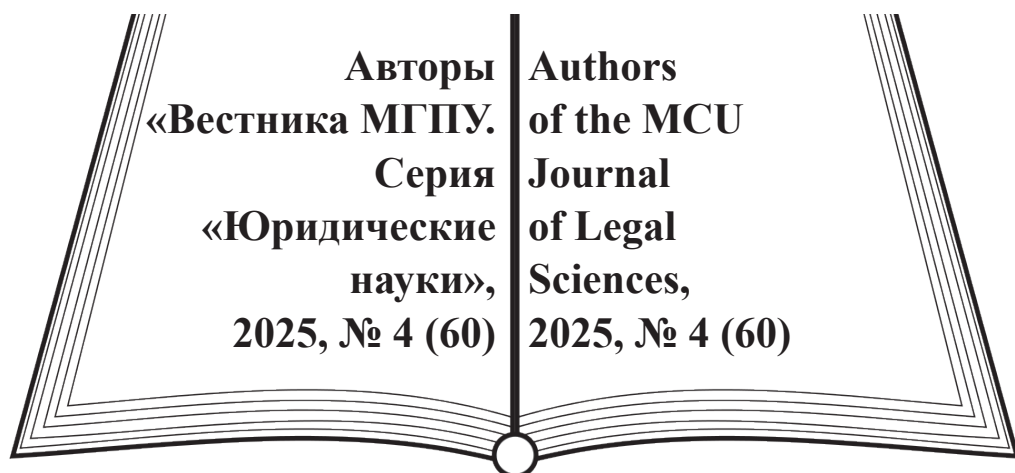 Авторы
«Вестника МГПУ.
Серия
«Юридические
науки»,
2025, № 4 (60)
Authors
of the MCU
Journal
of Legal
Sciences,
2025, № 4 (60)